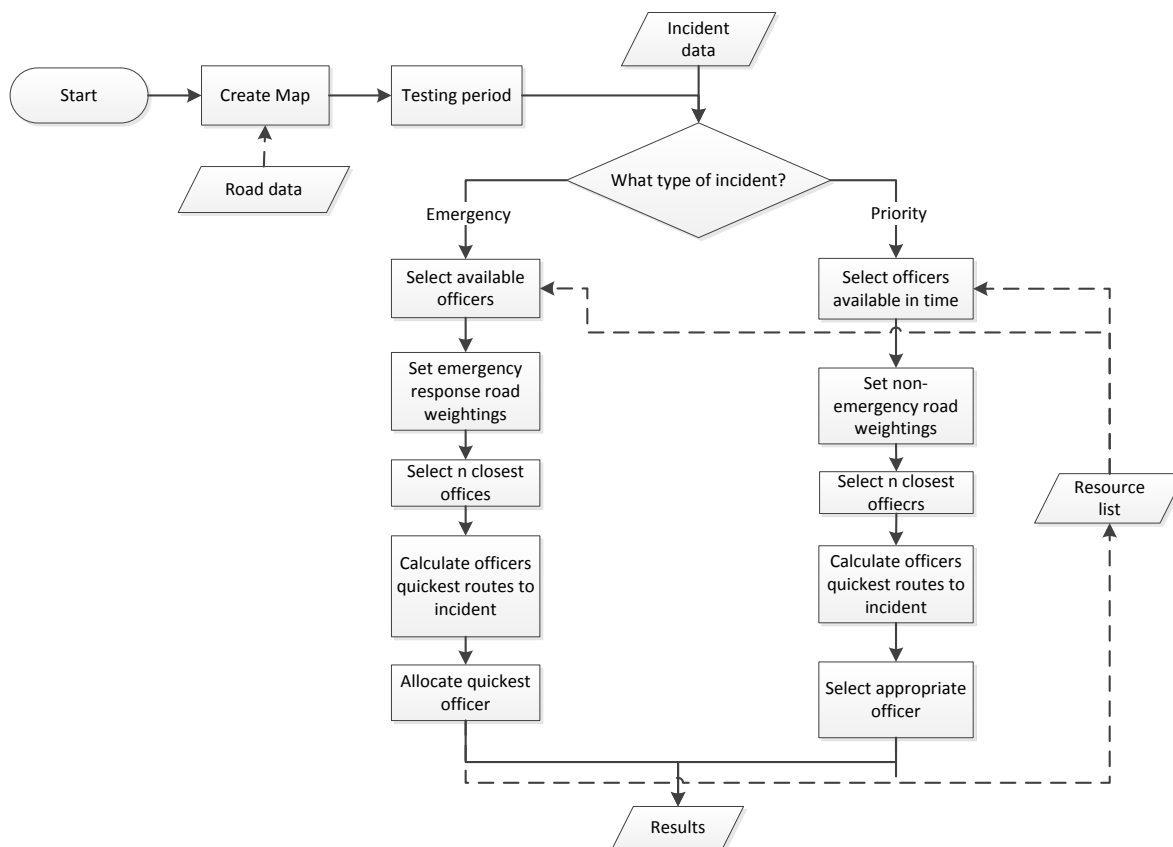 Incident
data
Start
Create Map
Testing period
Road data
What type of incident?
Emergency
Priority
Select available
officers
Select officers
available in time
Set emergency
response road
weightings
Set non-
emergency road
weightings
Select n closest
offices
Select n closest
offiecrs
Resource
list
Calculate officers
quickest routes to
incident
Calculate officers
quickest routes to
incident
Allocate quickest
officer
Select appropriate
officer
Results